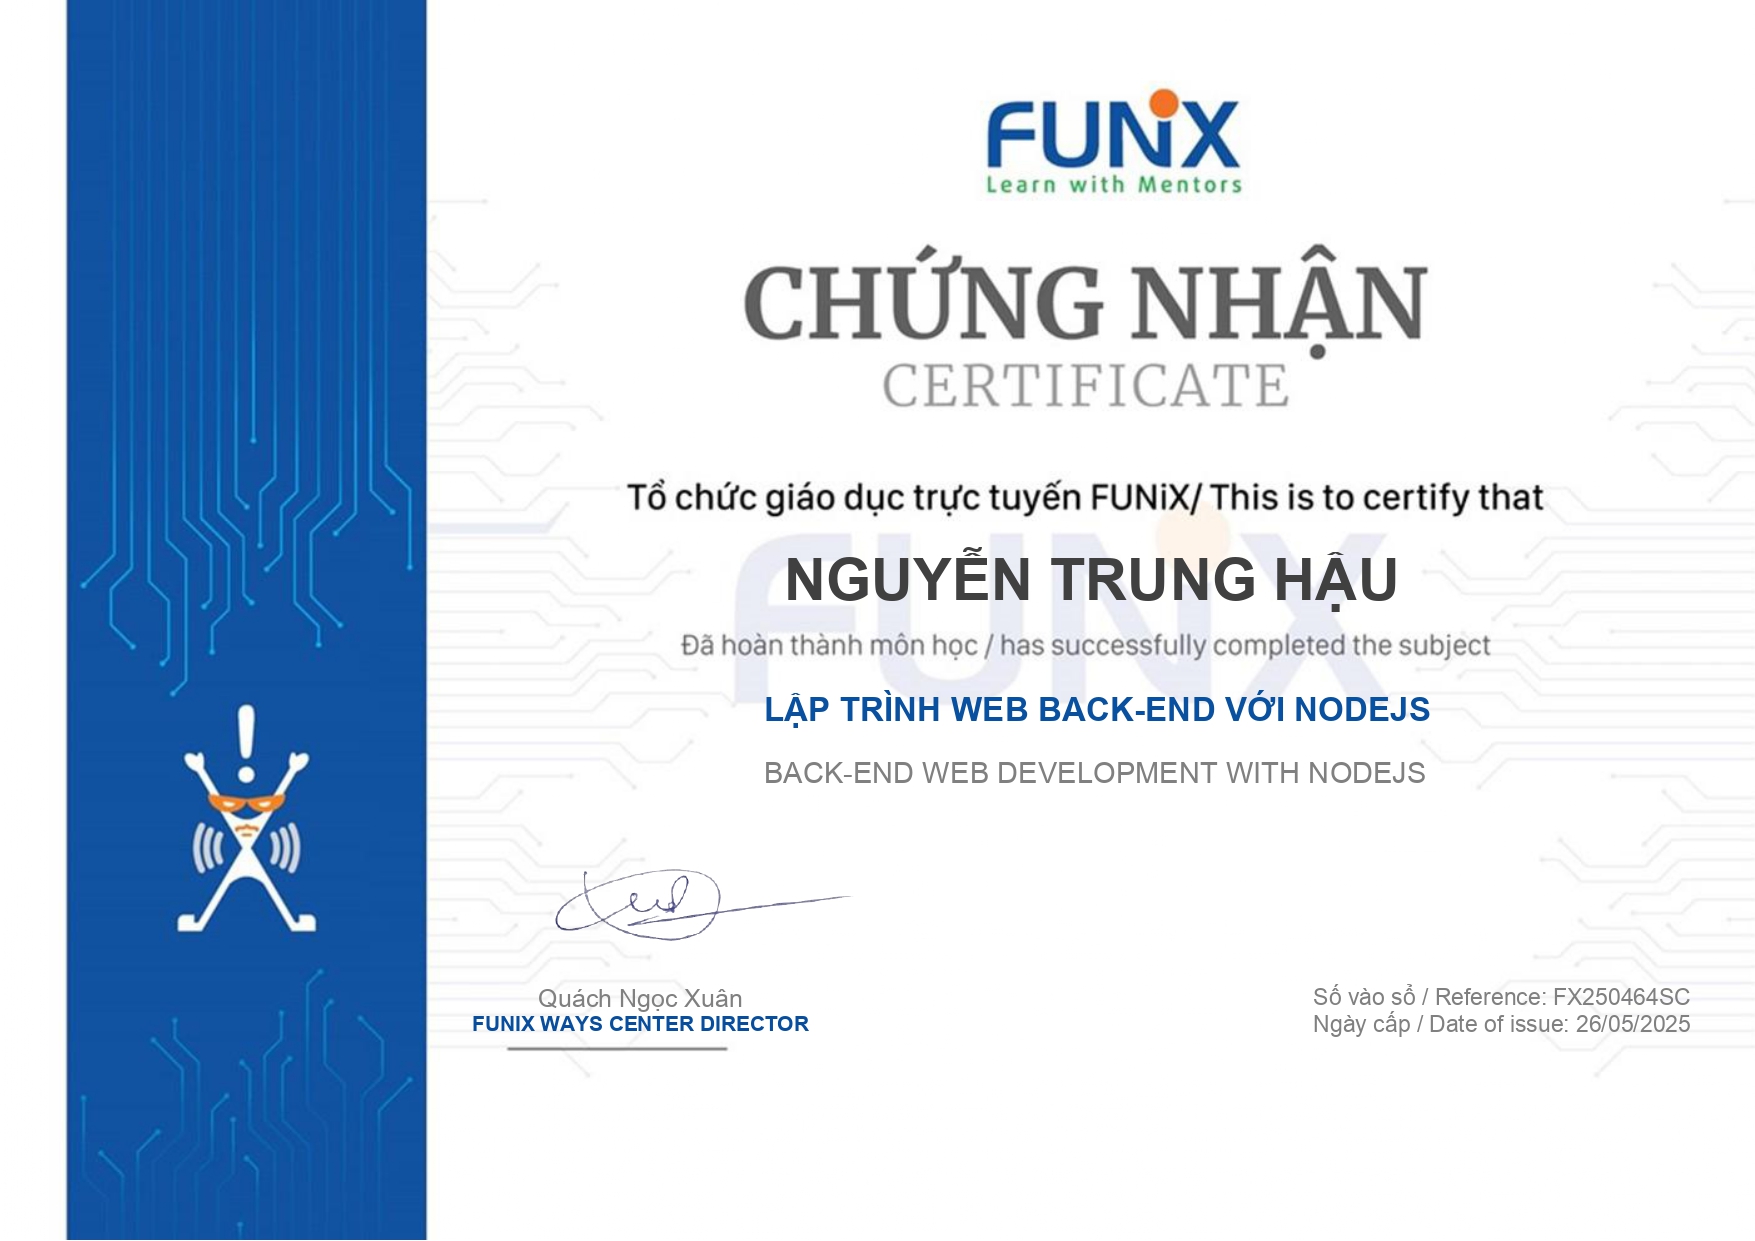 FUNiX
Learn with Mentors
CHỨNG NHẬN
CERTIFICATE
Tổ chức giáo dục trực tuyến FUNiX/ This is to certify that
NGUYỄN TRUNG HẬU
Đã hoàn thành môn học / has successfully completed the subject
LẬP TRÌNH WEB BACK-END VỚI NODEJS
BACK-END WEB DEVELOPMENT WITH NODEJS
Quách Ngọc Xuân
FUNIX WAYS CENTER DIRECTOR
Số vào sổ / Reference: FX250464SC
Ngày cấp / Date of issue: 26/05/2025